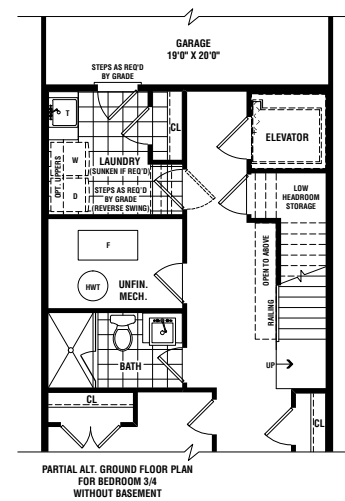 GARAGE
19'0" X 20'0"
STEPS AS REQ'D
BY GRADE
T
CL
ELEVATOR
W
LAUNDRY
(SUNKEN IF REQ'D)
OPT. UPPERS
D
STEPS AS REQ'D
BY GRADE
(REVERSE SWING)
LOW
HEADROOM
STORAGE
F
OPEN TO ABOVE
HWT
UNFIN.
MECH.
RAILING
BATH
UP
CL
CL
PARTIAL ALT. GROUND FLOOR PLAN
FOR BEDROOM 3/4
WITHOUT BASEMENT